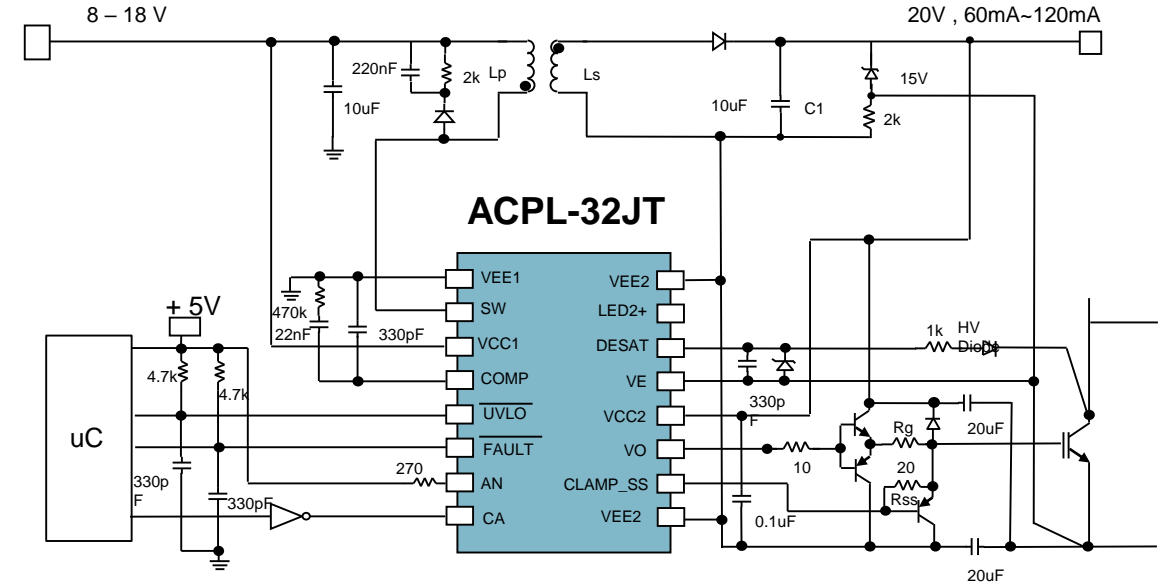 8 – 18 V
20V , 60mA~120mA
220nF
2k
Lp
Ls
15V
10uF
10uF
C1
2k
ACPL-32JT
VEE1
VEE2
SW
LED2+
470k
+ 5V
22nF
330pF
VCC1
DESAT
1k
HV
Diode
4.7k
4.7k
COMP
VE
330p
F
UVLO
VCC2
20uF
uC
FAULT
VO
Rg
10
20
270
330p
F
AN
CLAMP_SS
Rss
330pF
CA
VEE2
0.1uF
20uF